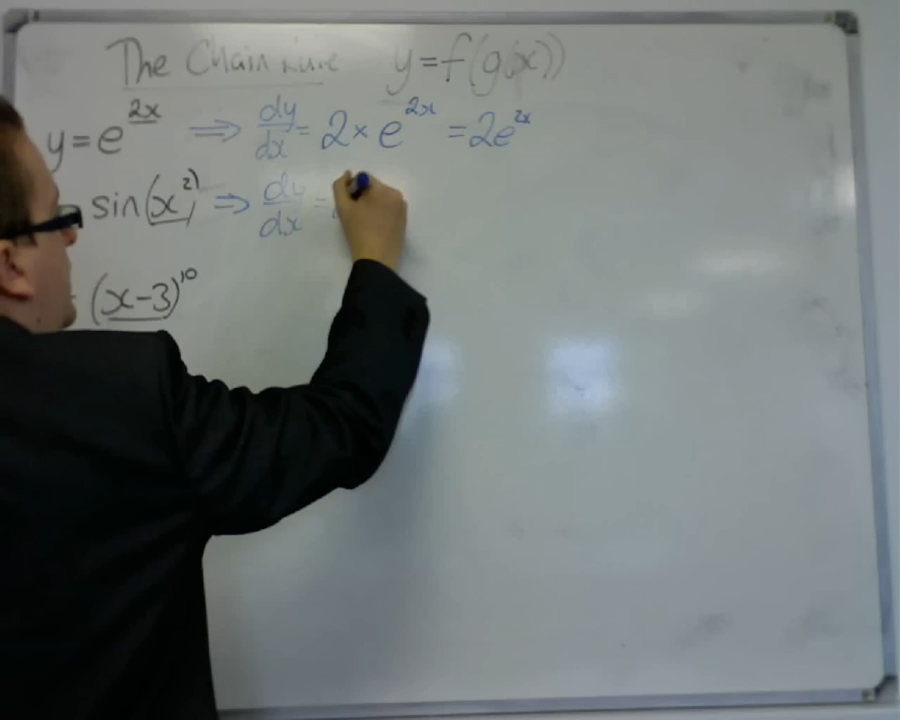 The Chain rule y=f(g(x))
y=e^{2x} ⇒ dy/dx = 2×e^{2x} = 2e^{2x}
sin(x²) ⇒ dy/dx =
(x-3)^{10}